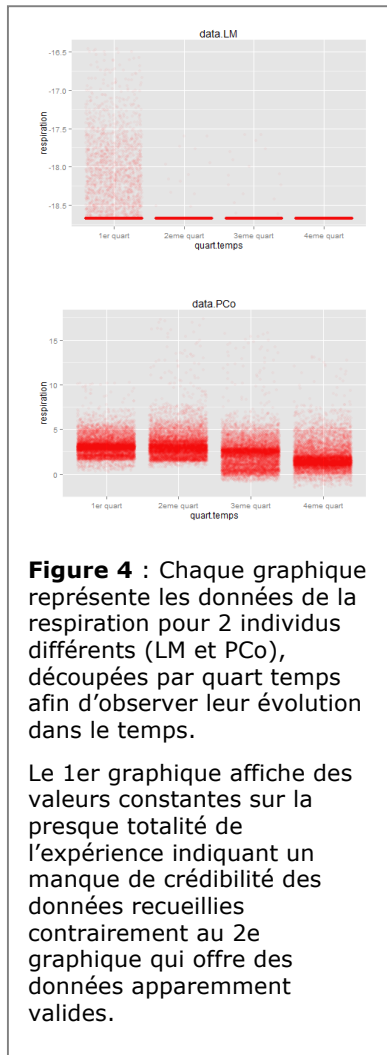 data.LM
-16.5
-17.0
-17.5
-18.0
-18.5
respiration
1er quart 2eme quart 3eme quart 4eme quart
quart.temps
data.PCo
15
10
5
0
respiration
1er quart 2eme quart 3eme quart 4eme quart
quart.temps
Figure 4 : Chaque graphique
représente les données de la
respiration pour 2 individus
différents (LM et PCo),
découpées par quart temps
afin d’observer leur évolution
dans le temps.
Le 1er graphique affiche des
valeurs constantes sur la
presque totalité de
l’expérience indiquant un
manque de crédibilité des
données recueillies
contrairement au 2e
graphique qui offre des
données apparemment
valides.